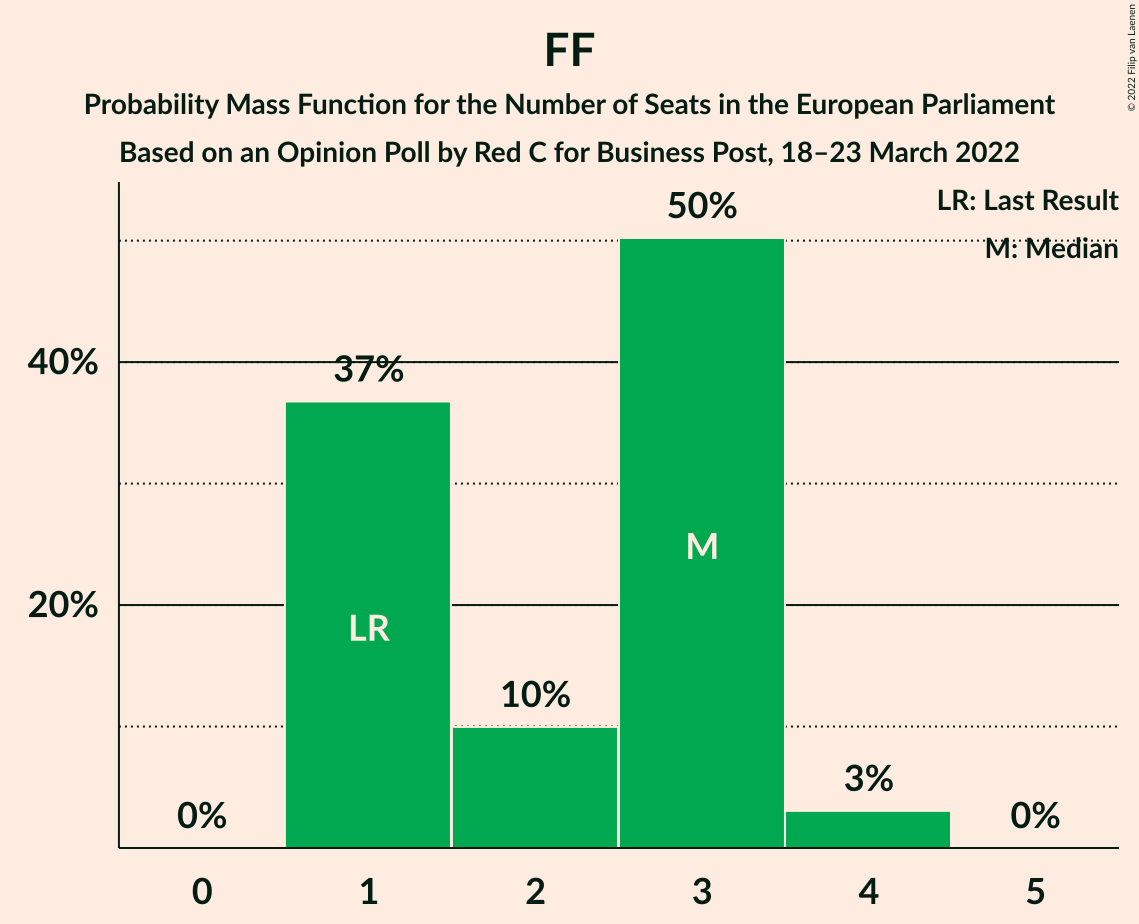 FF
Probability Mass Function for the Number of Seats in the European Parliament
Based on an Opinion Poll by Red C for Business Post, 18–23 March 2022
© 2022 Filip van Laenen
LR: Last Result
M: Median
50%
40%
37%
M
20%
LR
10%
3%
0%
0%
0 1 2 3 4 5